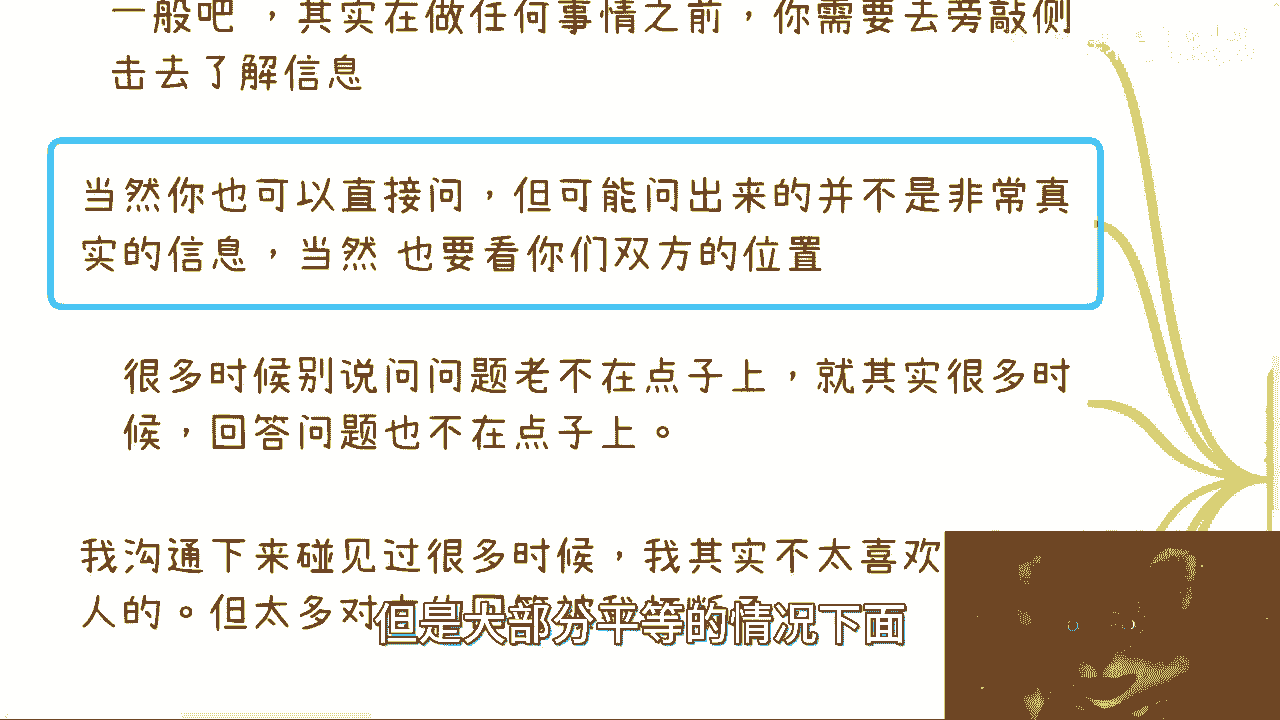 一般吧 ，其实在做任何事情之前，你需要去旁敲侧
击去了解信息
当然你也可以直接问，但可能问出来的并不是非常真
实的信息，当然 也要看你们双方的位置
很多时候别说问问题老不在点子上，就其实很多时
候，回答问题也不在点子上。
我沟通下来碰见过很多时候，我其实不太喜欢
人的。但太多对
但是大部分平等的情况下面